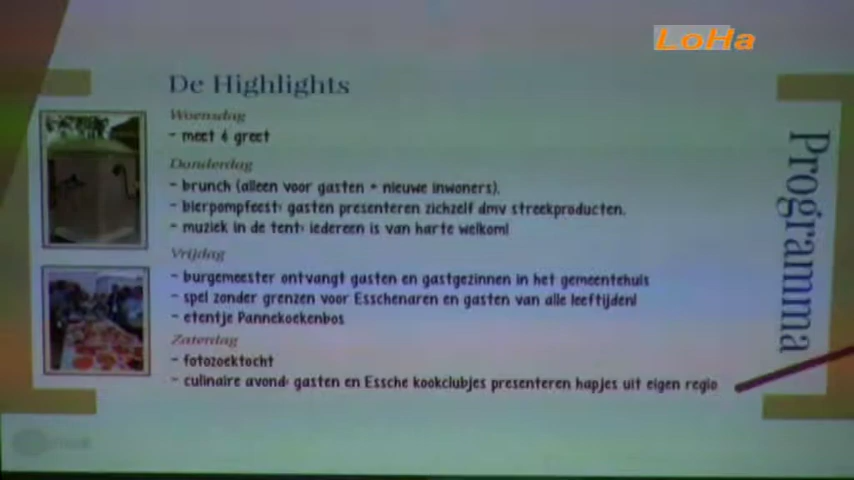 LoHa
De Highlights
Woensdag
- meet & greet
Donderdag
- brunch (alleen voor gasten + nieuwe inwoners).
- bierpompfeest: gasten presenteren zichzelf dmv streekproducten.
- muziek in de tent: iedereen is van harte welkom!
Vrijdag
- burgemeester ontvangt gasten en gastgezinnen in het gemeentehuis
- spel zonder grenzen voor Esschenaren en gasten van alle leeftijden!
- etentje Pannekoekenbos
Zaterdag
- fotozoektocht
- culinaire avond: gasten en Essche kookclubjes presenteren hapjes uit eigen regio
Programma